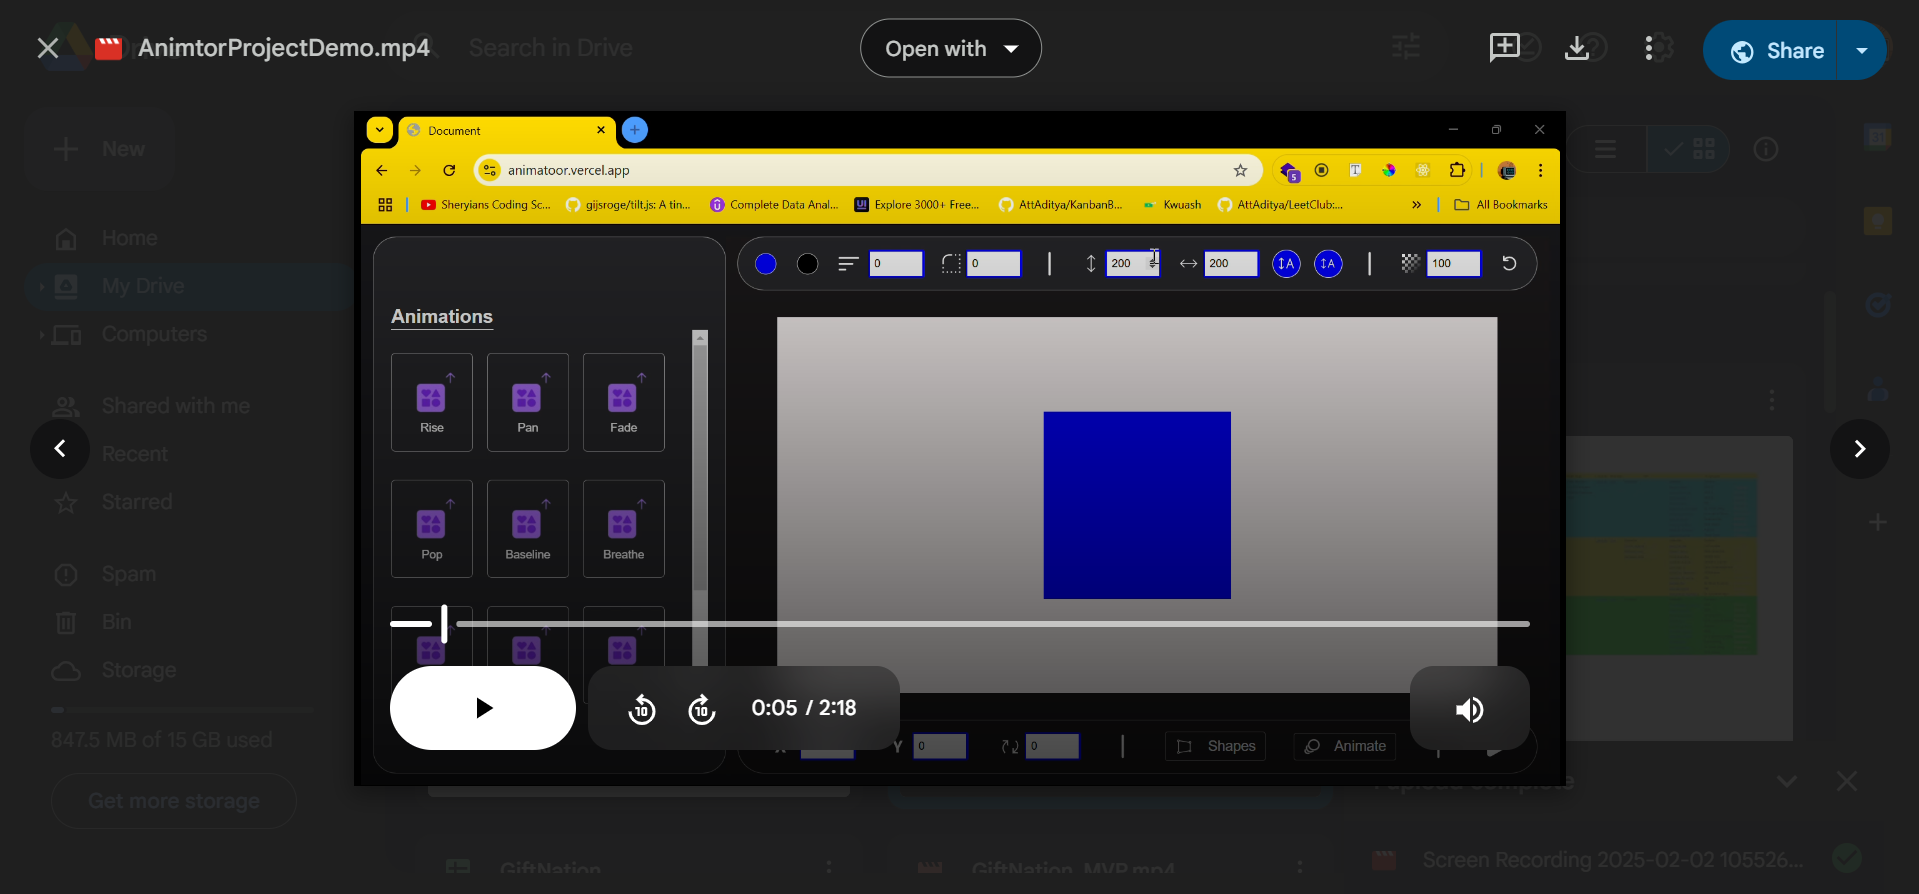 AnimtorProjectDemo.mp4
Search in Drive
Open with
Share
New
Home
My Drive
Computers
Shared with me
Recent
Starred
Spam
Bin
Storage
847.5 MB of 15 GB used
Get more storage
Document
animatoor.vercel.app
5
Sheryians Coding Sc...
gijsroge/tilt.js: A tin...
Complete Data Anal...
Explore 3000+ Free...
AttAditya/KanbanB...
Kwuash
AttAditya/LeetClub:...
»
All Bookmarks
0
0
200
200
A
A
100
Animations
Rise
Pan
Fade
Pop
Baseline
Breathe
10
10
0:05 / 2:18
Y
0
0
Shapes
Animate
GiftNation
GiftNation_MVP.mp4
Screen Recording 2025-02-02 105526...